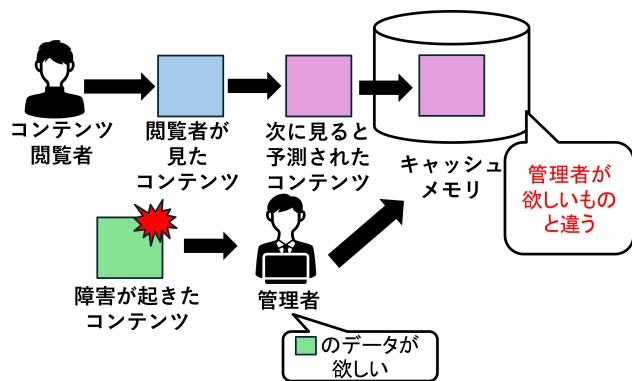 コンテンツ
閲覧者
閲覧者が
見た
コンテンツ
次に見ると
予測された
コンテンツ
キャッシュ
メモリ
管理者が
欲しいもの
と違う
障害が起きた
コンテンツ
管理者
のデータが
欲しい